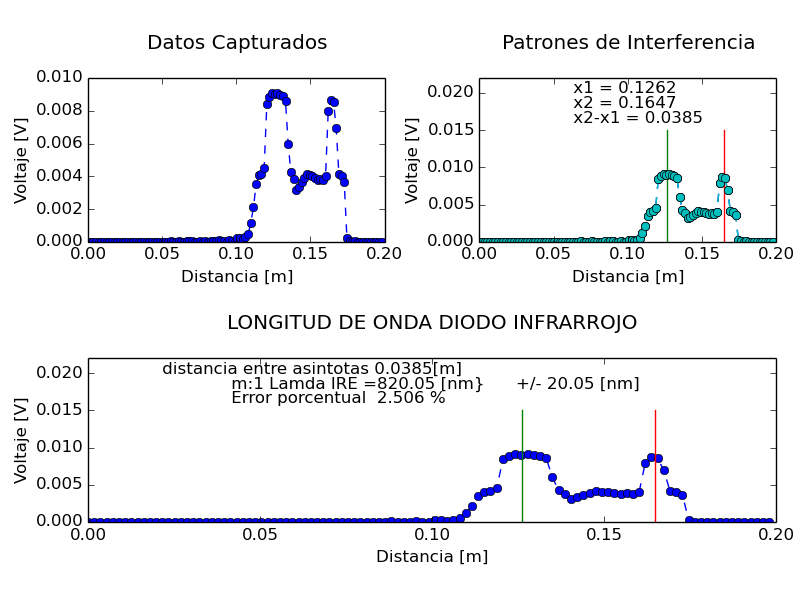 Datos Capturados
Voltaje [V]
0.010
0.008
0.006
0.004
0.002
0.000
0.00 0.05 0.10 0.15 0.20
Distancia [m]
Patrones de Interferencia
x1 = 0.1262
x2 = 0.1647
x2-x1 = 0.0385
Voltaje [V]
0.020
0.015
0.010
0.005
0.000
0.00 0.05 0.10 0.15 0.20
Distancia [m]
LONGITUD DE ONDA DIODO INFRARROJO
distancia entre asintotas 0.0385[m]
m:1 Lamda IRE =820.05 [nm} +/- 20.05 [nm]
Error porcentual 2.506 %
Voltaje [V]
0.020
0.015
0.010
0.005
0.000
0.00 0.05 0.10 0.15 0.20
Distancia [m]